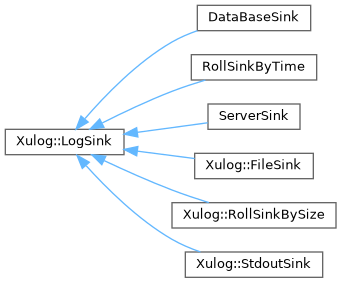 DataBaseSink
RollSinkByTime
ServerSink
Xulog::LogSink
Xulog::FileSink
Xulog::RollSinkBySize
Xulog::StdoutSink